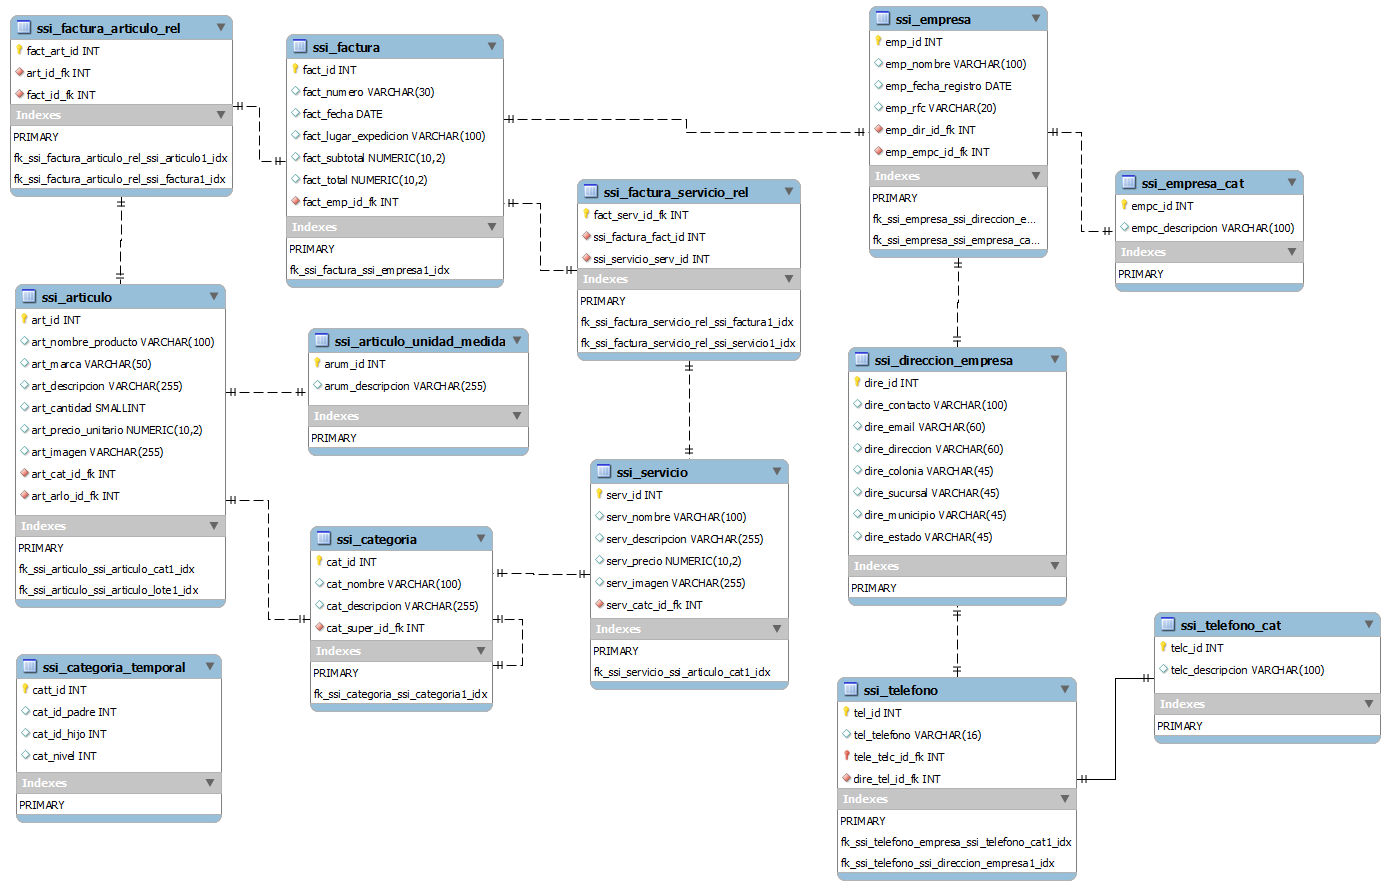 ssi_factura_articulo_rel
fact_art_id INT
art_id_fk INT
fact_id_fk INT
Indexes
PRIMARY
fk_ssi_factura_articulo_rel_ssi_articulo1_idx
fk_ssi_factura_articulo_rel_ssi_factura1_idx
ssi_factura
fact_id INT
fact_numero VARCHAR(30)
fact_fecha DATE
fact_lugar_expedicion VARCHAR(100)
fact_subtotal NUMERIC(10,2)
fact_total NUMERIC(10,2)
fact_emp_id_fk INT
Indexes
PRIMARY
fk_ssi_factura_ssi_empresa1_idx
ssi_empresa
emp_id INT
emp_nombre VARCHAR(100)
emp_fecha_registro DATE
emp_rfc VARCHAR(20)
emp_dir_id_fk INT
emp_empc_id_fk INT
Indexes
PRIMARY
fk_ssi_empresa_ssi_direccion_e...
fk_ssi_empresa_ssi_empresa_ca...
ssi_factura_servicio_rel
fact_serv_id_fk INT
ssi_factura_fact_id INT
ssi_servicio_serv_id INT
Indexes
PRIMARY
fk_ssi_factura_servicio_rel_ssi_factura1_idx
fk_ssi_factura_servicio_rel_ssi_servicio1_idx
ssi_empresa_cat
empc_id INT
empc_descripcion VARCHAR(100)
Indexes
PRIMARY
ssi_articulo
art_id INT
art_nombre_producto VARCHAR(100)
art_marca VARCHAR(50)
art_descripcion VARCHAR(255)
art_cantidad SMALLINT
art_precio_unitario NUMERIC(10,2)
art_imagen VARCHAR(255)
art_cat_id_fk INT
art_arlo_id_fk INT
Indexes
PRIMARY
fk_ssi_articulo_ssi_articulo_cat1_idx
fk_ssi_articulo_ssi_articulo_lote1_idx
ssi_articulo_unidad_medida
arum_id INT
arum_descripcion VARCHAR(255)
Indexes
PRIMARY
ssi_direccion_empresa
dire_id INT
dire_contacto VARCHAR(100)
dire_email VARCHAR(60)
dire_direccion VARCHAR(60)
dire_colonia VARCHAR(45)
dire_sucursal VARCHAR(45)
dire_municipio VARCHAR(45)
dire_estado VARCHAR(45)
Indexes
PRIMARY
ssi_servicio
serv_id INT
serv_nombre VARCHAR(100)
serv_descripcion VARCHAR(255)
serv_precio NUMERIC(10,2)
serv_imagen VARCHAR(255)
serv_catc_id_fk INT
Indexes
PRIMARY
fk_ssi_servicio_ssi_articulo_cat1_idx
ssi_categoria
cat_id INT
cat_nombre VARCHAR(100)
cat_descripcion VARCHAR(255)
cat_super_id_fk INT
Indexes
PRIMARY
fk_ssi_categoria_ssi_categoria1_idx
ssi_categoria_temporal
catt_id INT
cat_id_padre INT
cat_id_hijo INT
cat_nivel INT
Indexes
PRIMARY
ssi_telefono_cat
telc_id INT
telc_descripcion VARCHAR(100)
Indexes
PRIMARY
ssi_telefono
tel_id INT
tel_telefono VARCHAR(16)
tele_telc_id_fk INT
dire_tel_id_fk INT
Indexes
PRIMARY
fk_ssi_telefono_empresa_ssi_telefono_cat1_idx
fk_ssi_telefono_ssi_direccion_empresa1_idx